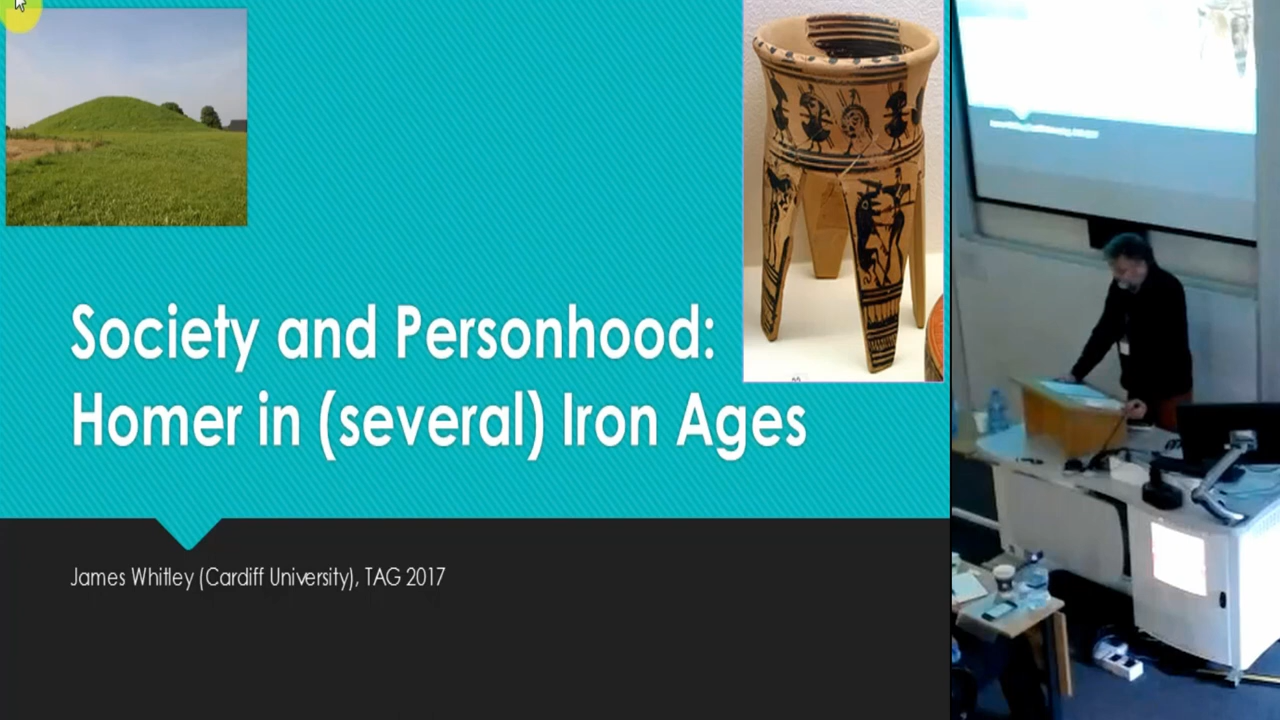 Society and Personhood:
Homer in (several) Iron Ages
James Whitley (Cardiff University), TAG 2017